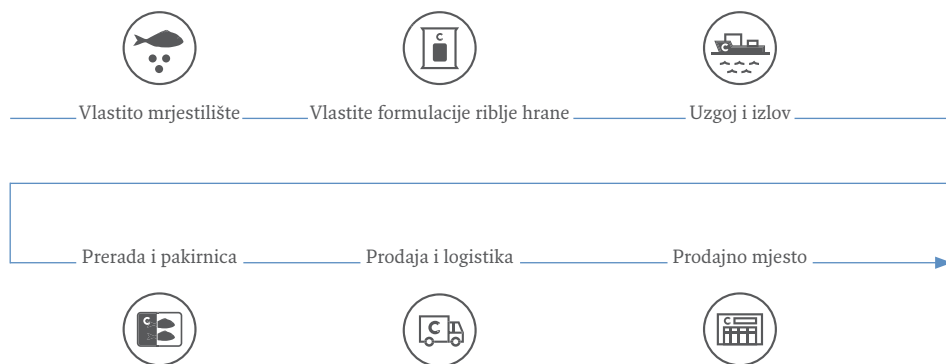 Vlastito mrjestilište
Vlastite formulacije riblje hrane
Uzgoj i izlov
Prerada i pakirnica
Prodaja i logistika
Prodajno mjesto
C
C
C
C
C